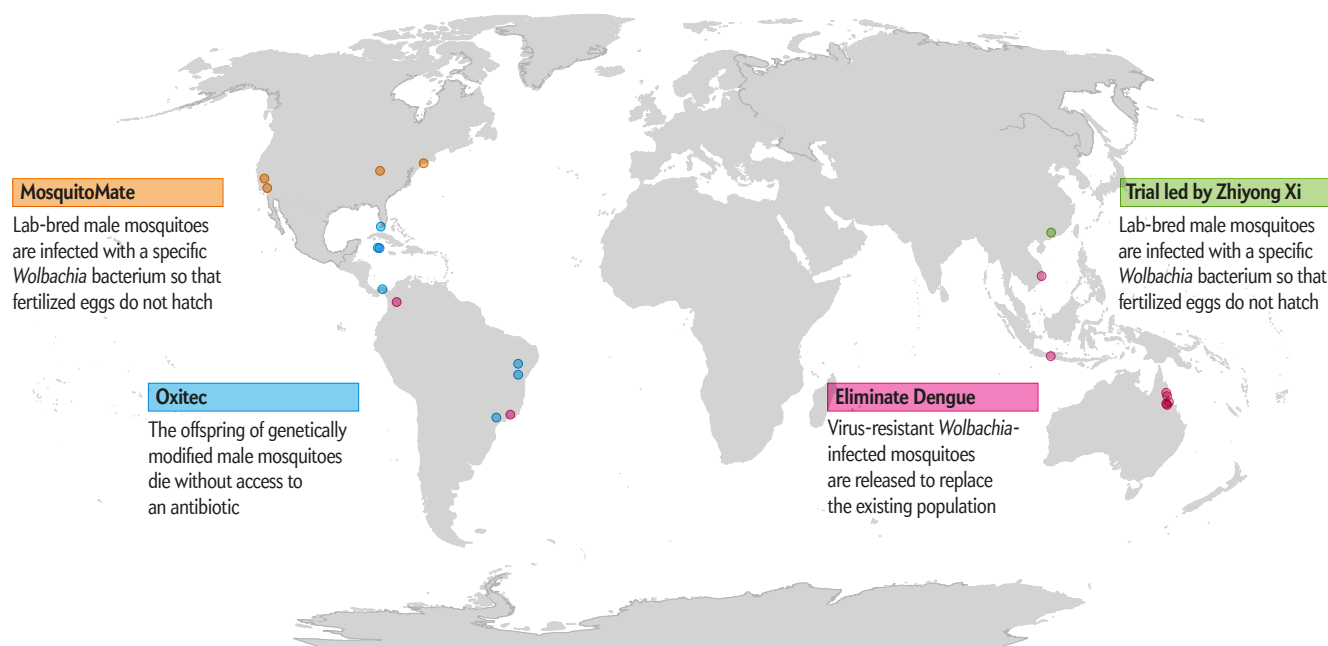 MosquitoMate
Lab-bred male mosquitoes
are infected with a specific
Wolbachia bacterium so that
fertilized eggs do not hatch
Oxitec
The offspring of genetically
modified male mosquitoes
die without access to
an antibiotic
Eliminate Dengue
Virus-resistant Wolbachia-
infected mosquitoes
are released to replace
the existing population
Trial led by Zhiyong Xi
Lab-bred male mosquitoes
are infected with a specific
Wolbachia bacterium so that
fertilized eggs do not hatch